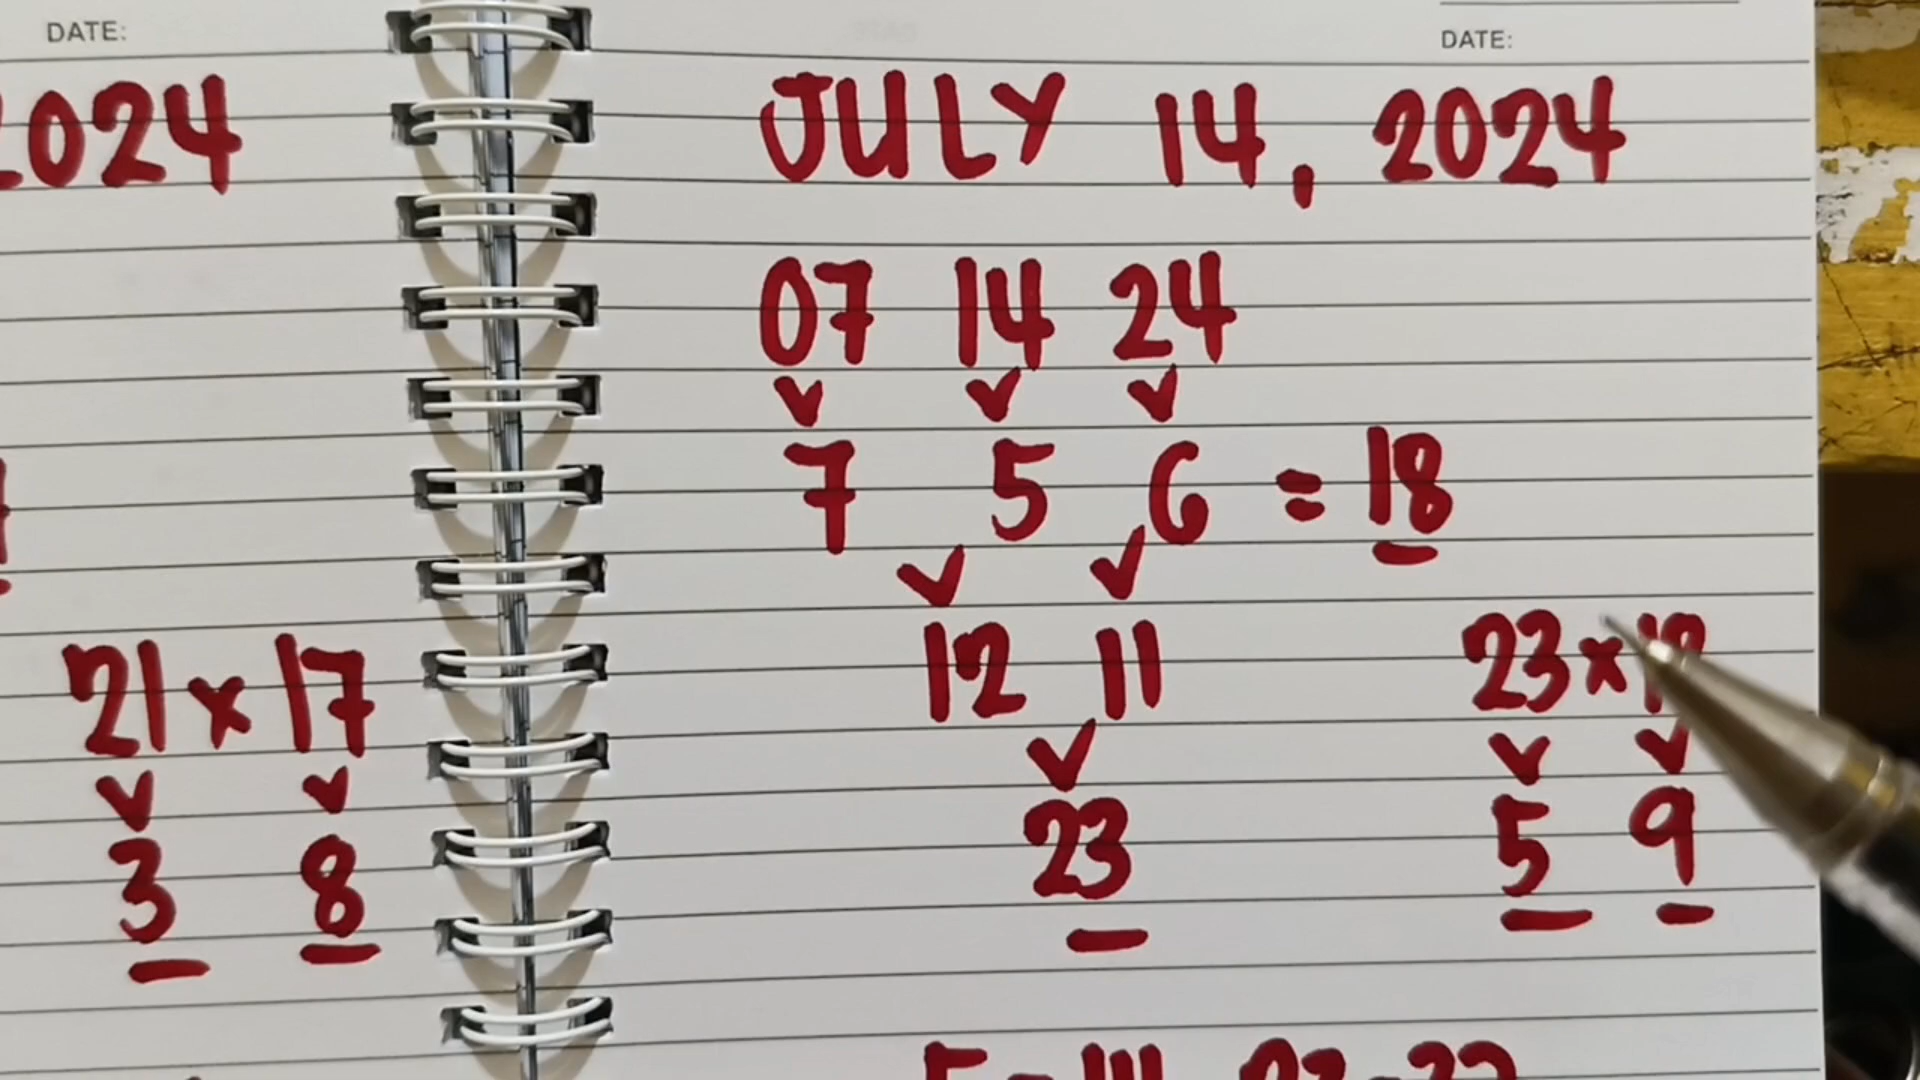 DATE:
2024
21 x 17
3 8
DATE:
JULY 14, 2024
07 14 24
7 5 6 = 18
12 11
23 x
23
5 9